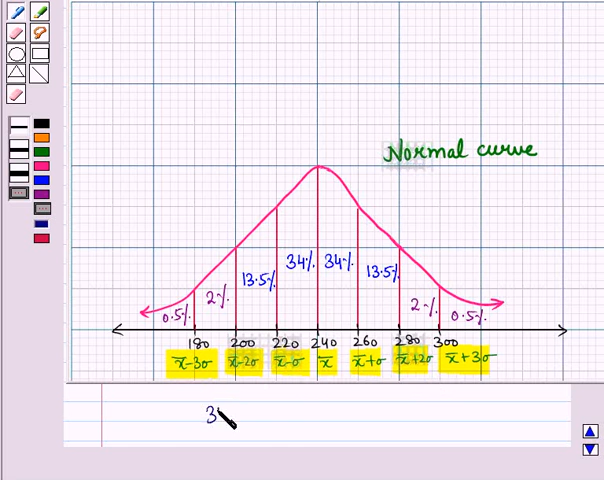 Normal curve
34% 34%
13.5% 13.5%
2% 2%
0.5% 0.5%
180 200 220 240 260 280 300
x̄-3σ x̄-2σ x̄-σ x̄ x̄+σ x̄+2σ x̄+3σ
3